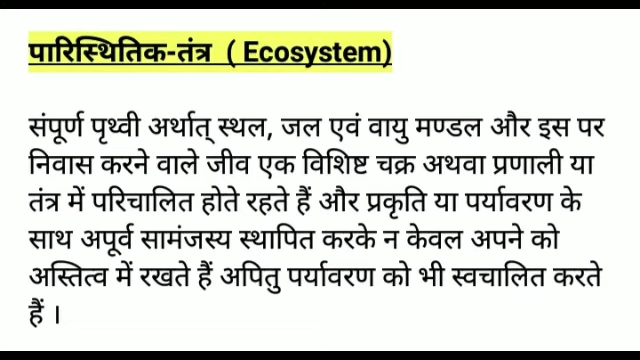 पारिस्थितिक-तंत्र ( Ecosystem)
संपूर्ण पृथ्वी अर्थात् स्थल, जल एवं वायु मण्डल और इस पर
निवास करने वाले जीव एक विशिष्ट चक्र अथवा प्रणाली या
तंत्र में परिचालित होते रहते हैं और प्रकृति या पर्यावरण के
साथ अपूर्व सामंजस्य स्थापित करके न केवल अपने को
अस्तित्व में रखते हैं अपितु पर्यावरण को भी स्वचालित करते
हैं ।